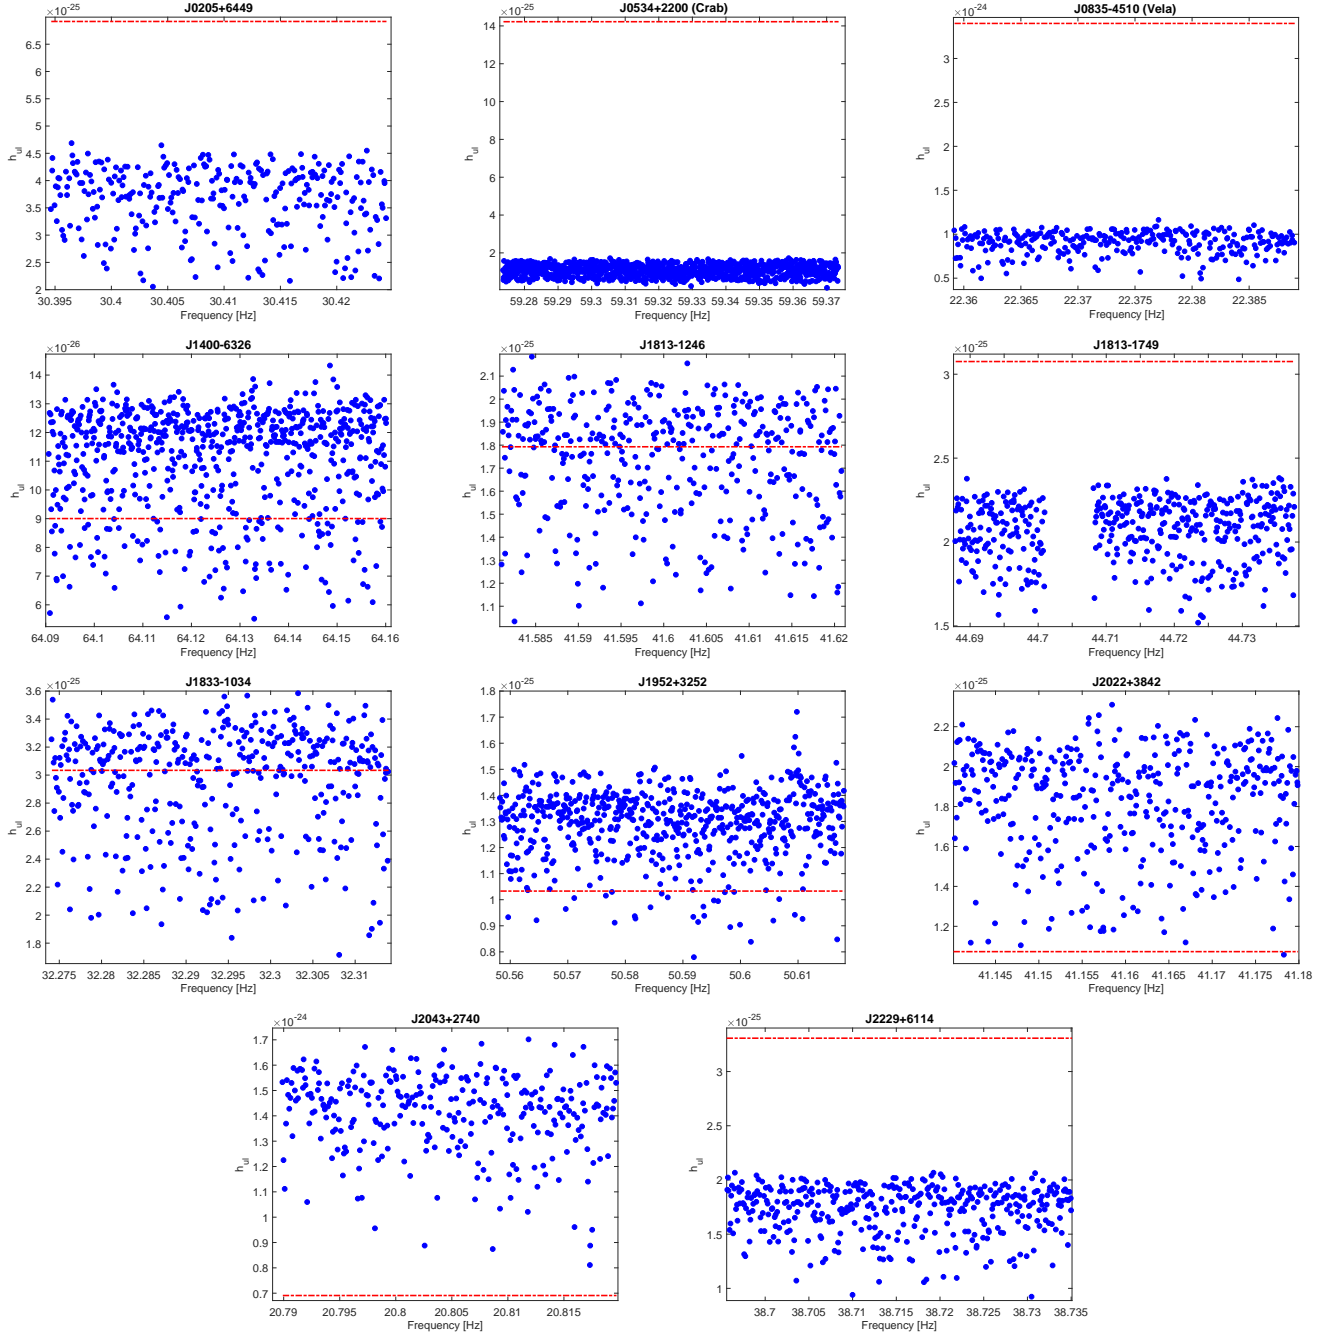 J0205+6449
×10-25
6.5
6
5.5
5
4.5
4
3.5
3
2.5
2
hul
30.395 30.4 30.405 30.41 30.415 30.42
Frequency [Hz]
J0534+2200 (Crab)
×10-25
14
12
10
8
6
4
2
hul
59.28 59.29 59.3 59.31 59.32 59.33 59.34 59.35 59.36 59.37
Frequency [Hz]
J0835-4510 (Vela)
×10-24
3
2.5
2
1.5
1
0.5
hul
22.36 22.365 22.37 22.375 22.38 22.385
Frequency [Hz]
J1400-6326
×10-26
14
13
12
11
10
9
8
7
6
hul
64.09 64.1 64.11 64.12 64.13 64.14 64.15 64.16
Frequency [Hz]
J1813-1246
×10-25
2.1
2
1.9
1.8
1.7
1.6
1.5
1.4
1.3
1.2
1.1
hul
41.585 41.59 41.595 41.6 41.605 41.61 41.615 41.62
Frequency [Hz]
J1813-1749
×10-25
3
2.5
2
1.5
hul
44.69 44.7 44.71 44.72 44.73
Frequency [Hz]
J1833-1034
×10-25
3.6
3.4
3.2
3
2.8
2.6
2.4
2.2
2
1.8
hul
32.275 32.28 32.285 32.29 32.295 32.3 32.305 32.31
Frequency [Hz]
J1952+3252
×10-25
1.8
1.7
1.6
1.5
1.4
1.3
1.2
1.1
1
0.9
0.8
hul
50.56 50.57 50.58 50.59 50.6 50.61
Frequency [Hz]
J2022+3842
×10-25
2.2
2
1.8
1.6
1.4
1.2
hul
41.145 41.15 41.155 41.16 41.165 41.17 41.175 41.18
Frequency [Hz]
J2043+2740
×10-24
1.7
1.6
1.5
1.4
1.3
1.2
1.1
1
0.9
0.8
0.7
hul
20.79 20.795 20.8 20.805 20.81 20.815
Frequency [Hz]
J2229+6114
×10-25
3
2.5
2
1.5
1
hul
38.7 38.705 38.71 38.715 38.72 38.725 38.73 38.735
Frequency [Hz]